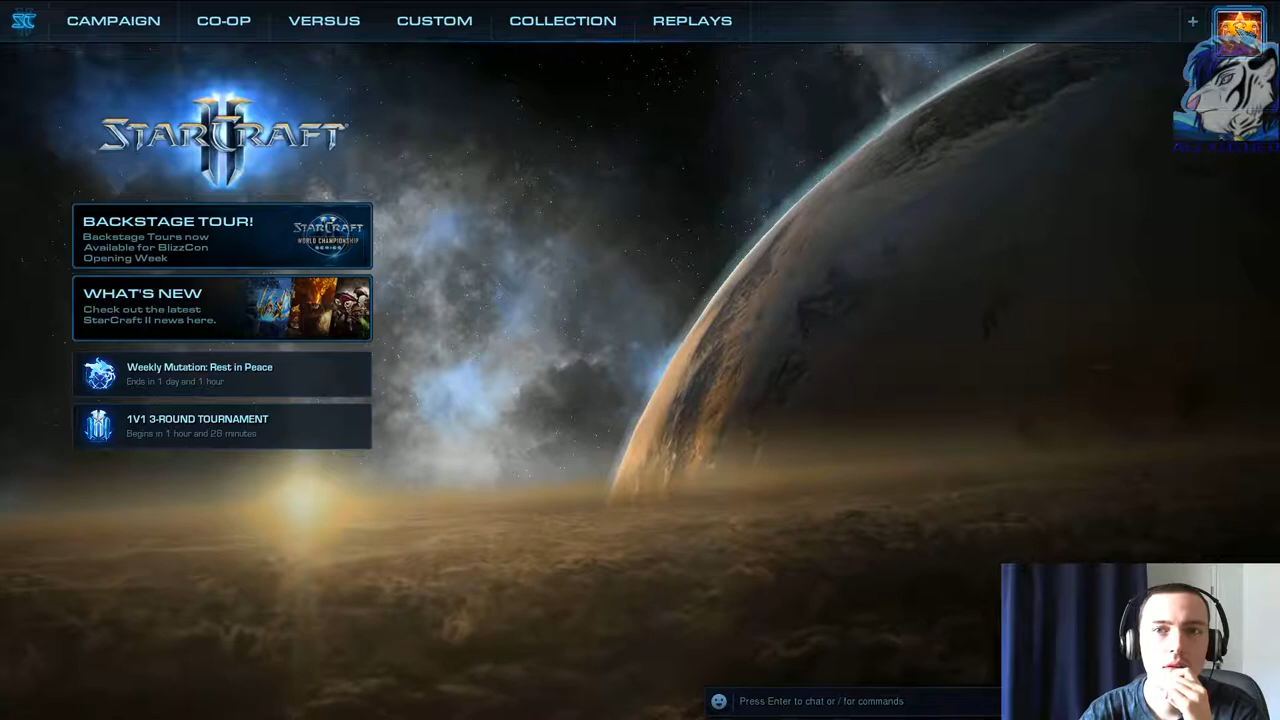 CAMPAIGN
CO-OP
VERSUS
CUSTOM
COLLECTION
REPLAYS
+
STARCRAFT
II
BACKSTAGE TOUR!
Backstage Tours now
Available for BlizzCon
Opening Week
STARCRAFT
WORLD CHAMPIONSHIP
SERIES
WHAT'S NEW
Check out the latest
StarCraft II news here.
Weekly Mutation: Rest in Peace
Ends in 1 day and 1 hour
1V1 3-ROUND TOURNAMENT
Begins in 1 hour and 28 minutes
Press Enter to chat or / for commands